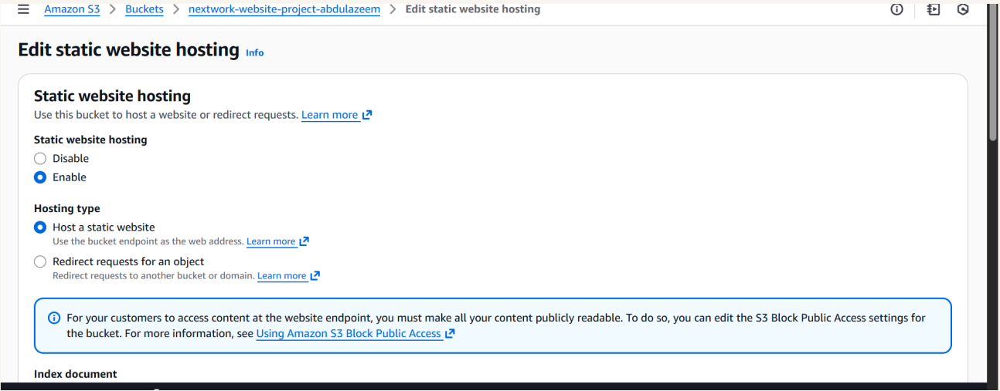 Amazon S3 > Buckets > nextwork-website-project-abdulazeem > Edit static website hosting
Edit static website hosting Info
Static website hosting
Use this bucket to host a website or redirect requests. Learn more
Static website hosting
Disable
Enable
Hosting type
Host a static website
Use the bucket endpoint as the web address. Learn more
Redirect requests for an object
Redirect requests to another bucket or domain. Learn more
For your customers to access content at the website endpoint, you must make all your content publicly readable. To do so, you can edit the S3 Block Public Access settings for
the bucket. For more information, see Using Amazon S3 Block Public Access
Index document